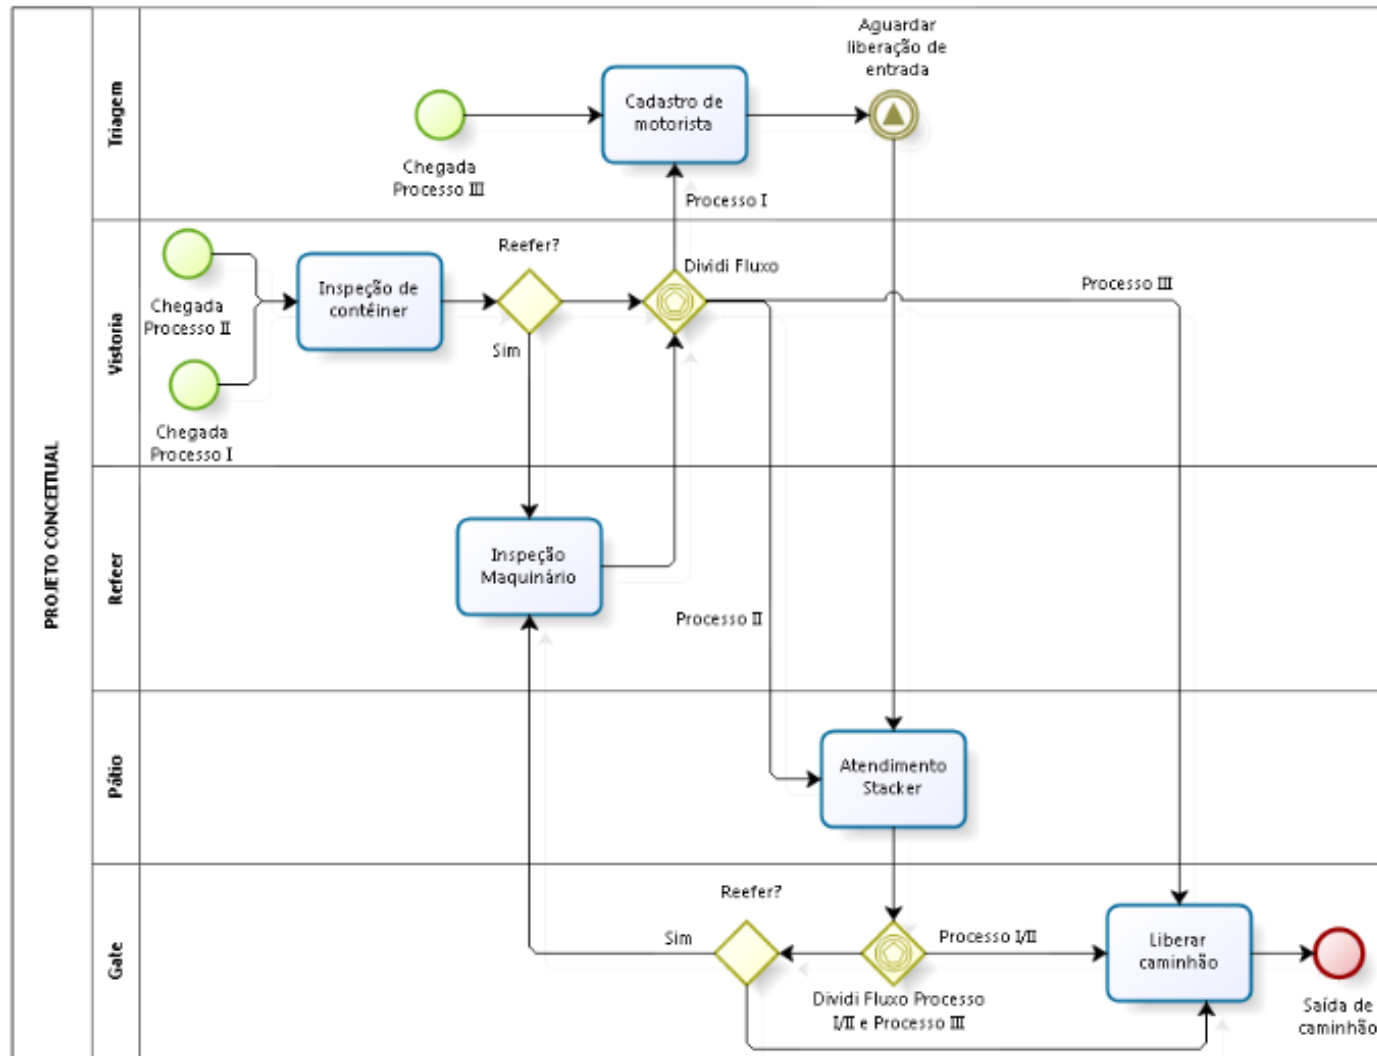 PROJETO CONCEITUAL
Triagem
Aguardar
liberação de
entrada
Cadastro de
motorista
Chegada
Processo III
Processo I
Vistoria
Reefer?
Dividi Fluxo
Processo III
Inspeção de
contêiner
Chegada
Processo II
Sim
Chegada
Processo I
Refeer
Inspeção
Maquinário
Processo II
Pátio
Atendimento
Stacker
Gate
Reefer?
Sim
Processo I/II
Liberar
caminhão
Dividi Fluxo Processo
I/II e Processo III
Saída de
caminhão